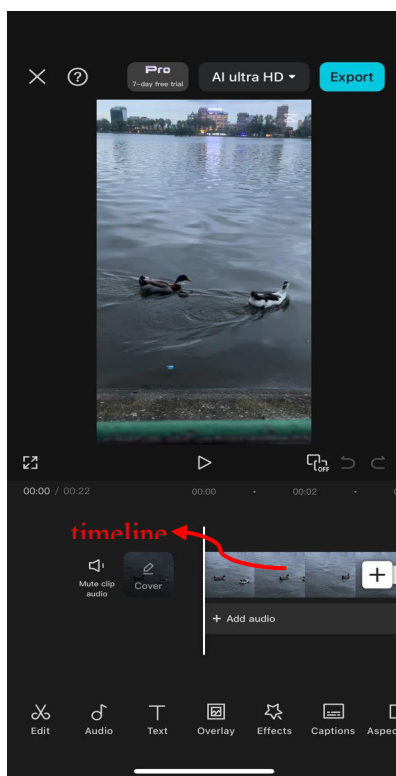 Pro
7-day free trial
AI ultra HD
Export
OFF
00:00 / 00:22
00:00
00:02
timeline
Mute clip
audio
Cover
+ Add audio
Edit
Audio
Text
Overlay
Effects
Captions